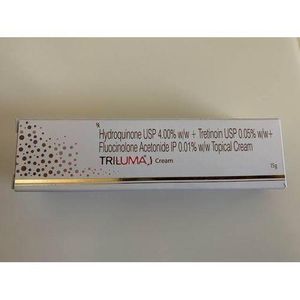 Hydroquinone USP 4.00% w/w + Tretinoin USP 0.05% w/w+
Fluocinolone Acetonide IP 0.01% w/w Topical Cream
TRILUMA Cream
15g